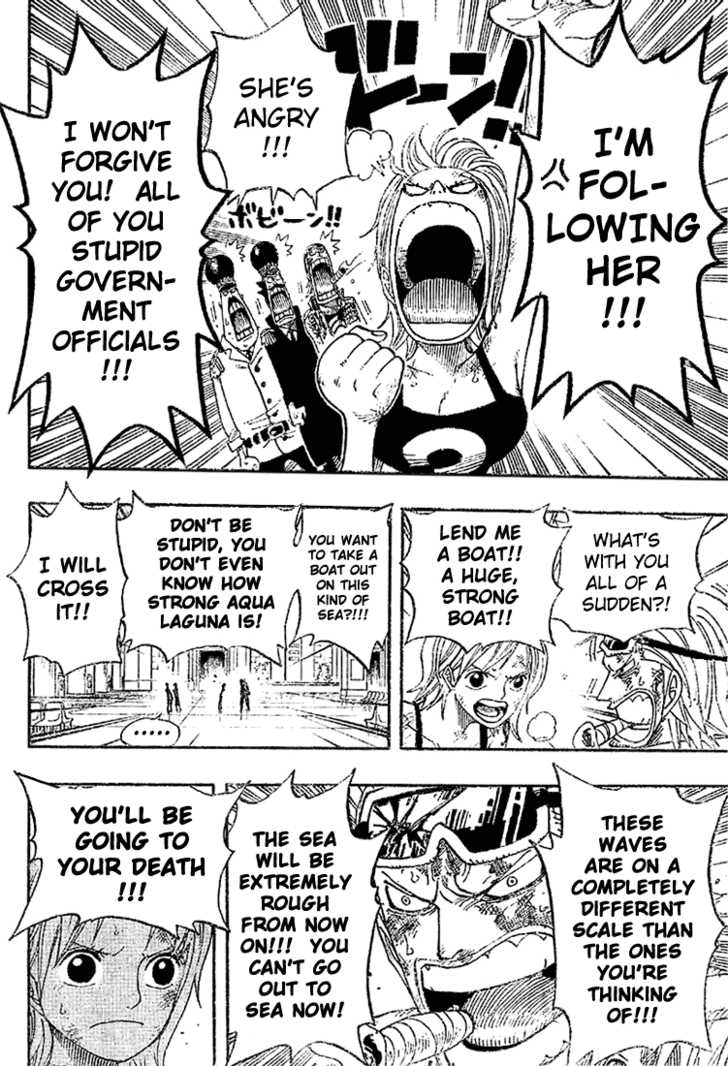 ドン!!
I'M
FOL-
LOWING
HER
!!!
SHE'S
ANGRY
!!!
ボビーン!!
I WON'T
FORGIVE
YOU! ALL
OF YOU
STUPID
GOVERN-
MENT
OFFICIALS
!!!
WHAT'S
WITH YOU
ALL OF A
SUDDEN?!
LEND ME
A BOAT!!
A HUGE,
STRONG
BOAT!!
YOU WANT
TO TAKE A
BOAT OUT
ON THIS
KIND OF
SEA?!!!
DON'T BE
STUPID, YOU
DON'T EVEN
KNOW HOW
STRONG AQUA
LAGUNA IS!
I WILL
CROSS
IT!!
.....
THESE
WAVES
ARE ON A
COMPLETELY
DIFFERENT
SCALE THAN
THE ONES
YOU'RE
THINKING
OF!!!
THE SEA
WILL BE
EXTREMELY
ROUGH
FROM NOW
ON!!! YOU
CAN'T GO
OUT TO
SEA NOW!
YOU'LL BE
GOING TO
YOUR DEATH
!!!